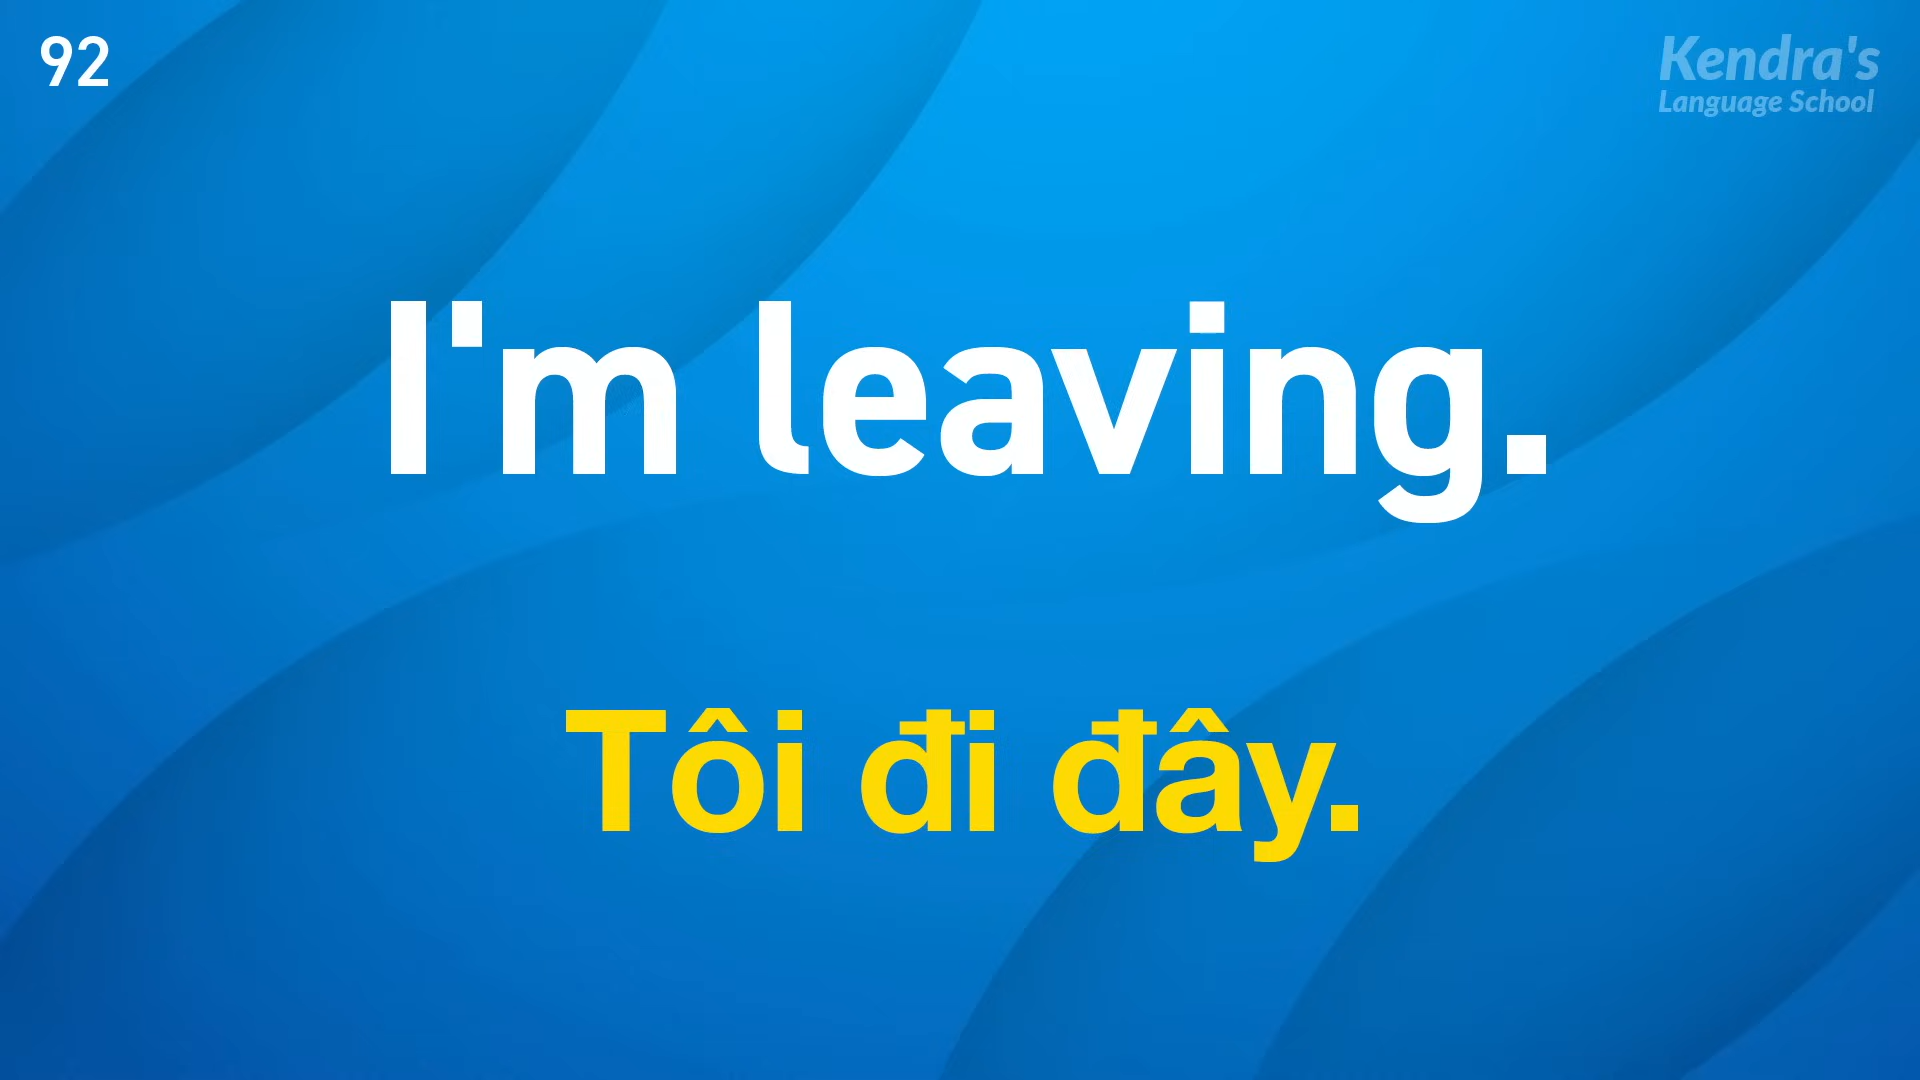 92
Kendra's
Language School
I'm leaving.
Tôi đi đây.